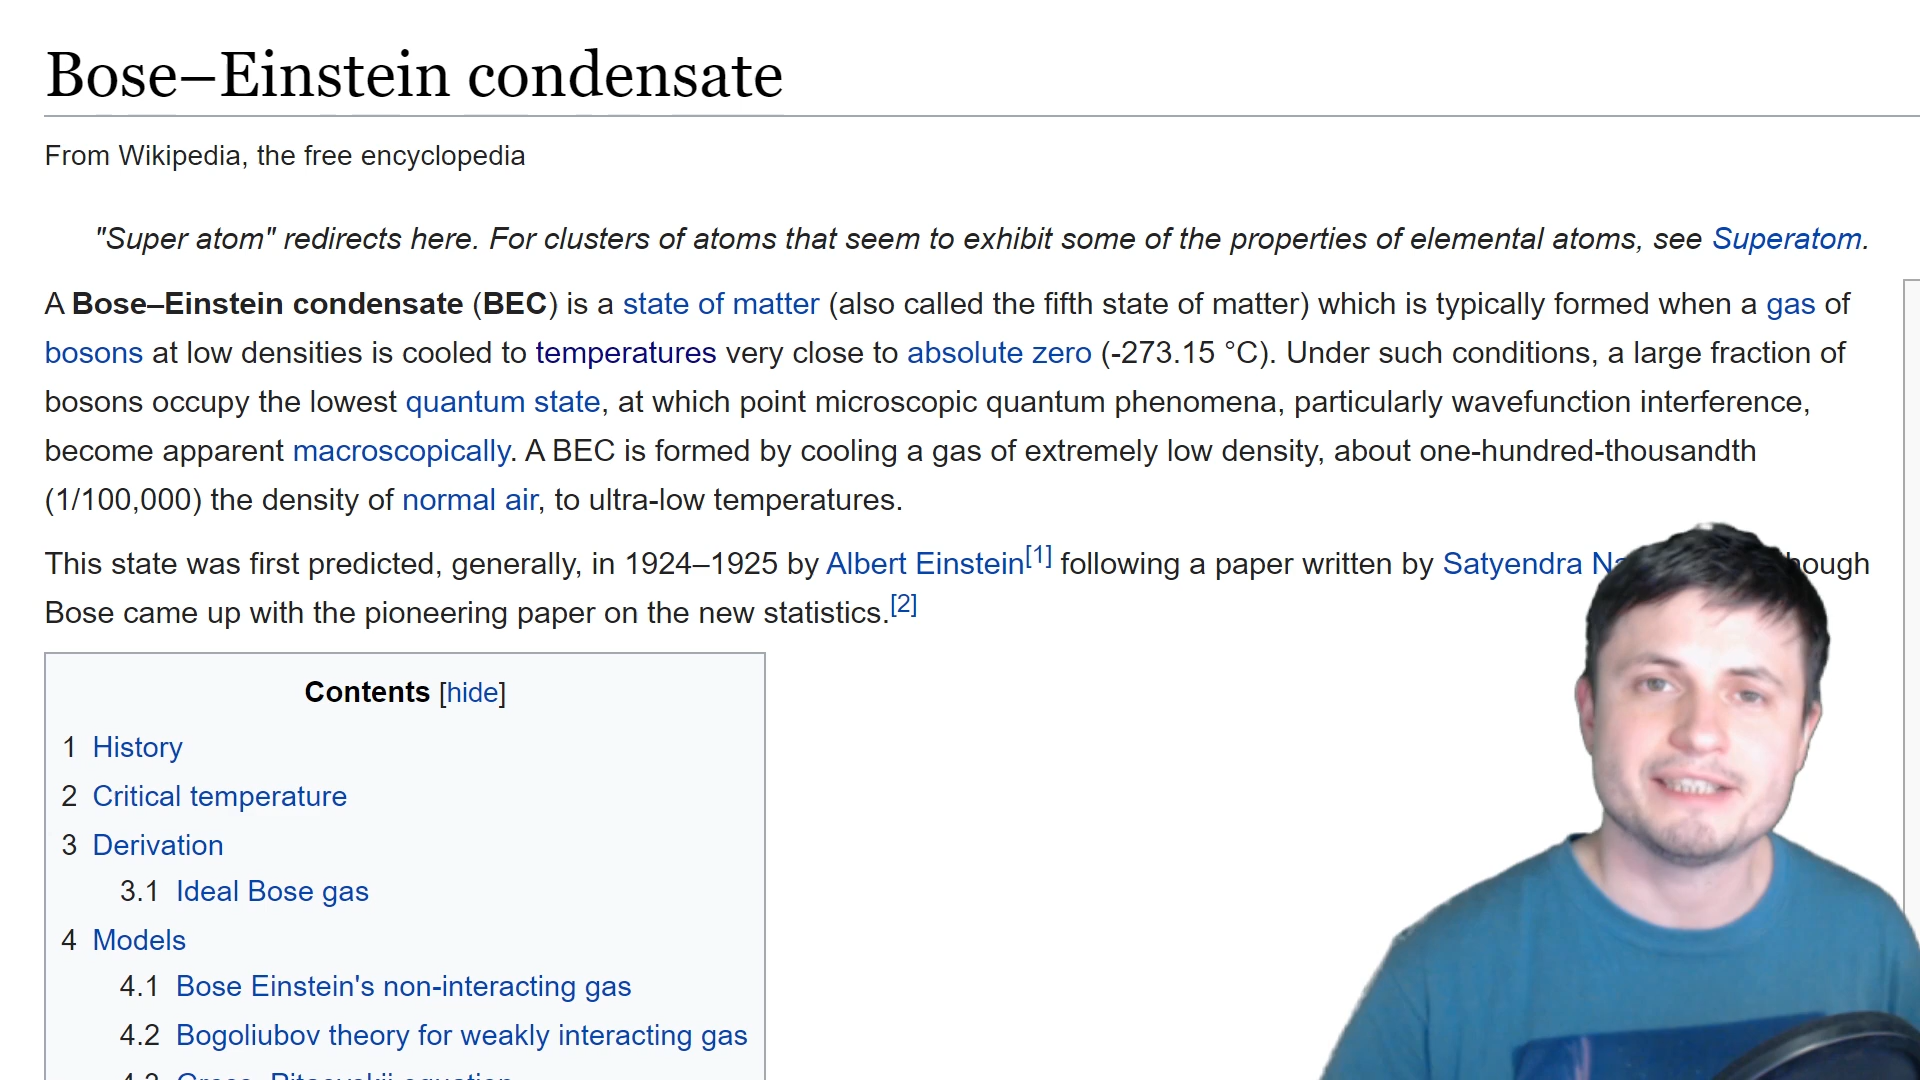 Bose–Einstein condensate
From Wikipedia, the free encyclopedia
"Super atom" redirects here. For clusters of atoms that seem to exhibit some of the properties of elemental atoms, see Superatom.
A Bose–Einstein condensate (BEC) is a state of matter (also called the fifth state of matter) which is typically formed when a gas of
bosons at low densities is cooled to temperatures very close to absolute zero (-273.15 °C). Under such conditions, a large fraction of
bosons occupy the lowest quantum state, at which point microscopic quantum phenomena, particularly wavefunction interference,
become apparent macroscopically. A BEC is formed by cooling a gas of extremely low density, about one-hundred-thousandth
(1/100,000) the density of normal air, to ultra-low temperatures.
This state was first predicted, generally, in 1924–1925 by Albert Einstein[1] following a paper written by Satyendra
Bose came up with the pioneering paper on the new statistics.[2]
Contents [hide]
1 History
2 Critical temperature
3 Derivation
3.1 Ideal Bose gas
4 Models
4.1 Bose Einstein's non-interacting gas
4.2 Bogoliubov theory for weakly interacting gas